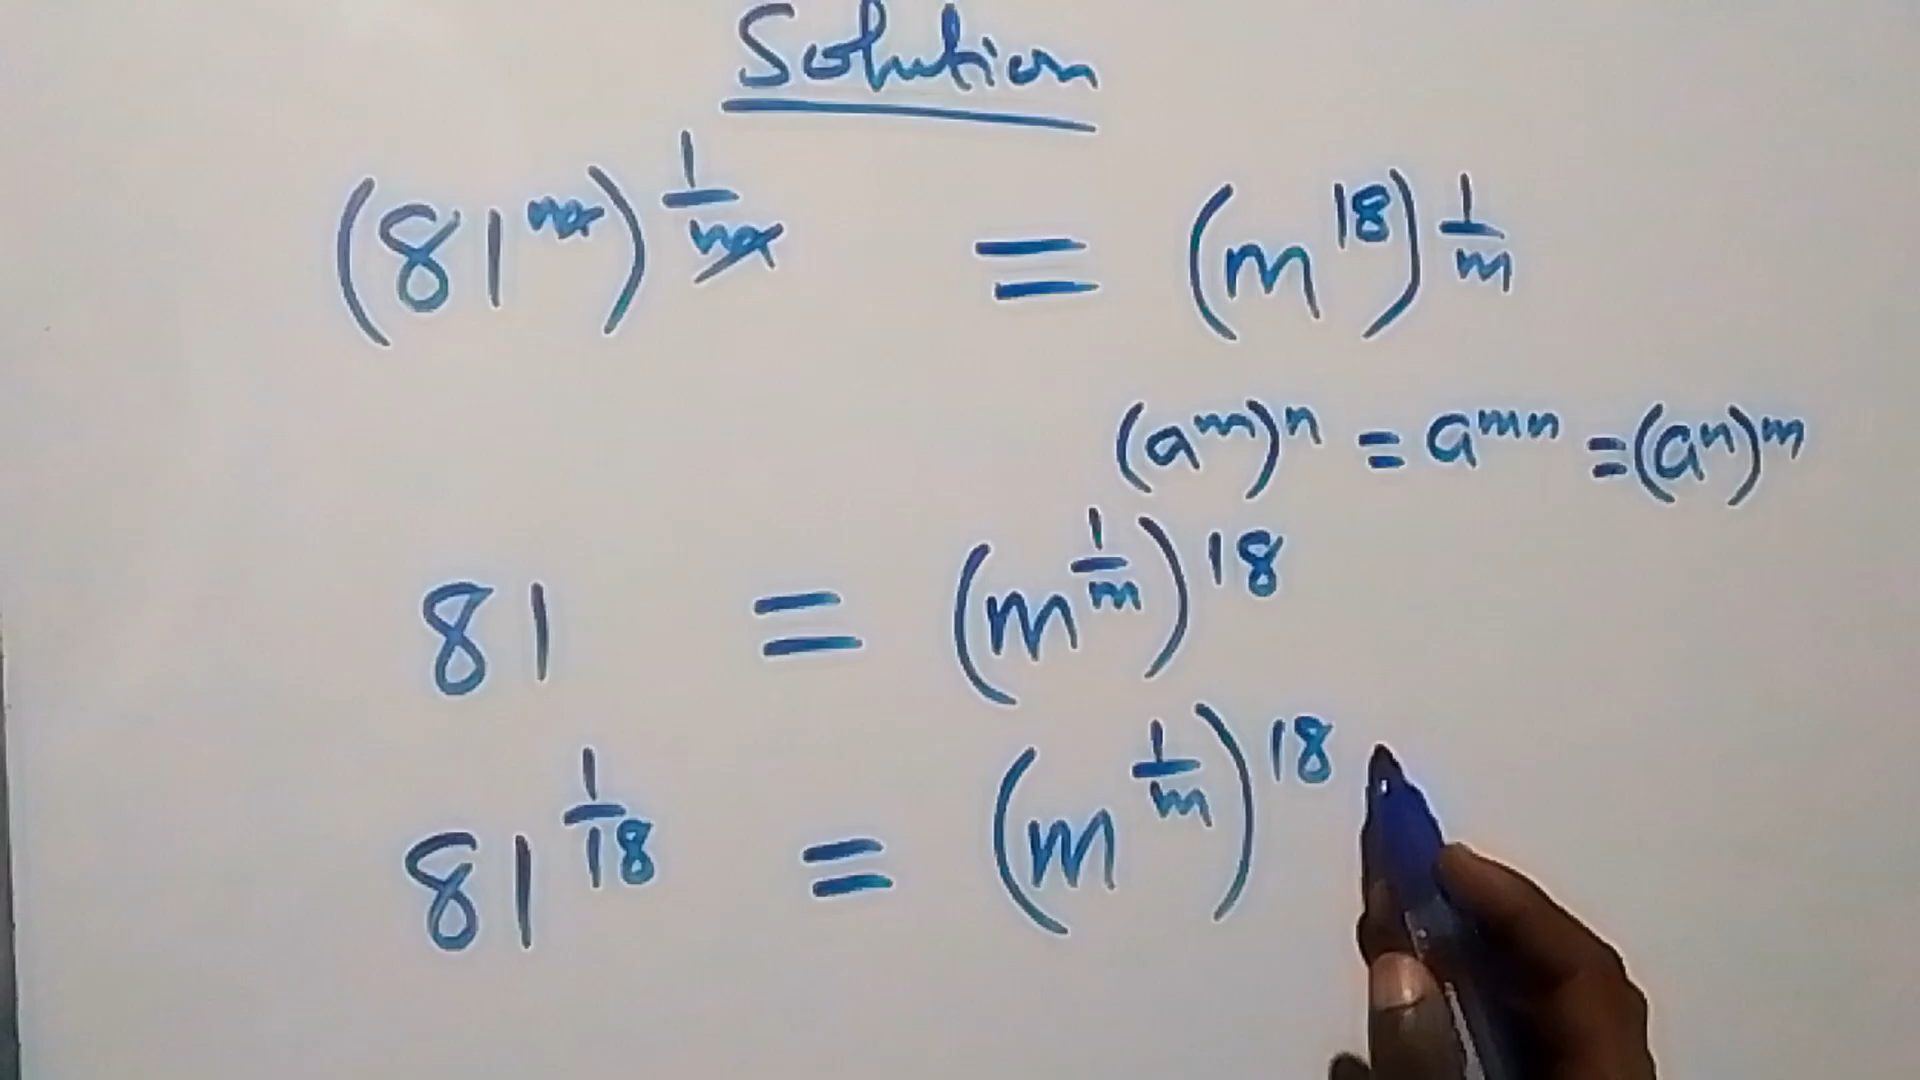 Solution
(81^m)^(1/m) = (m^18)^(1/m)
(a^m)^n = a^mn = (a^n)^m
81 = (m^(1/m))^18
81^(1/18) = (m^(1/m))^18